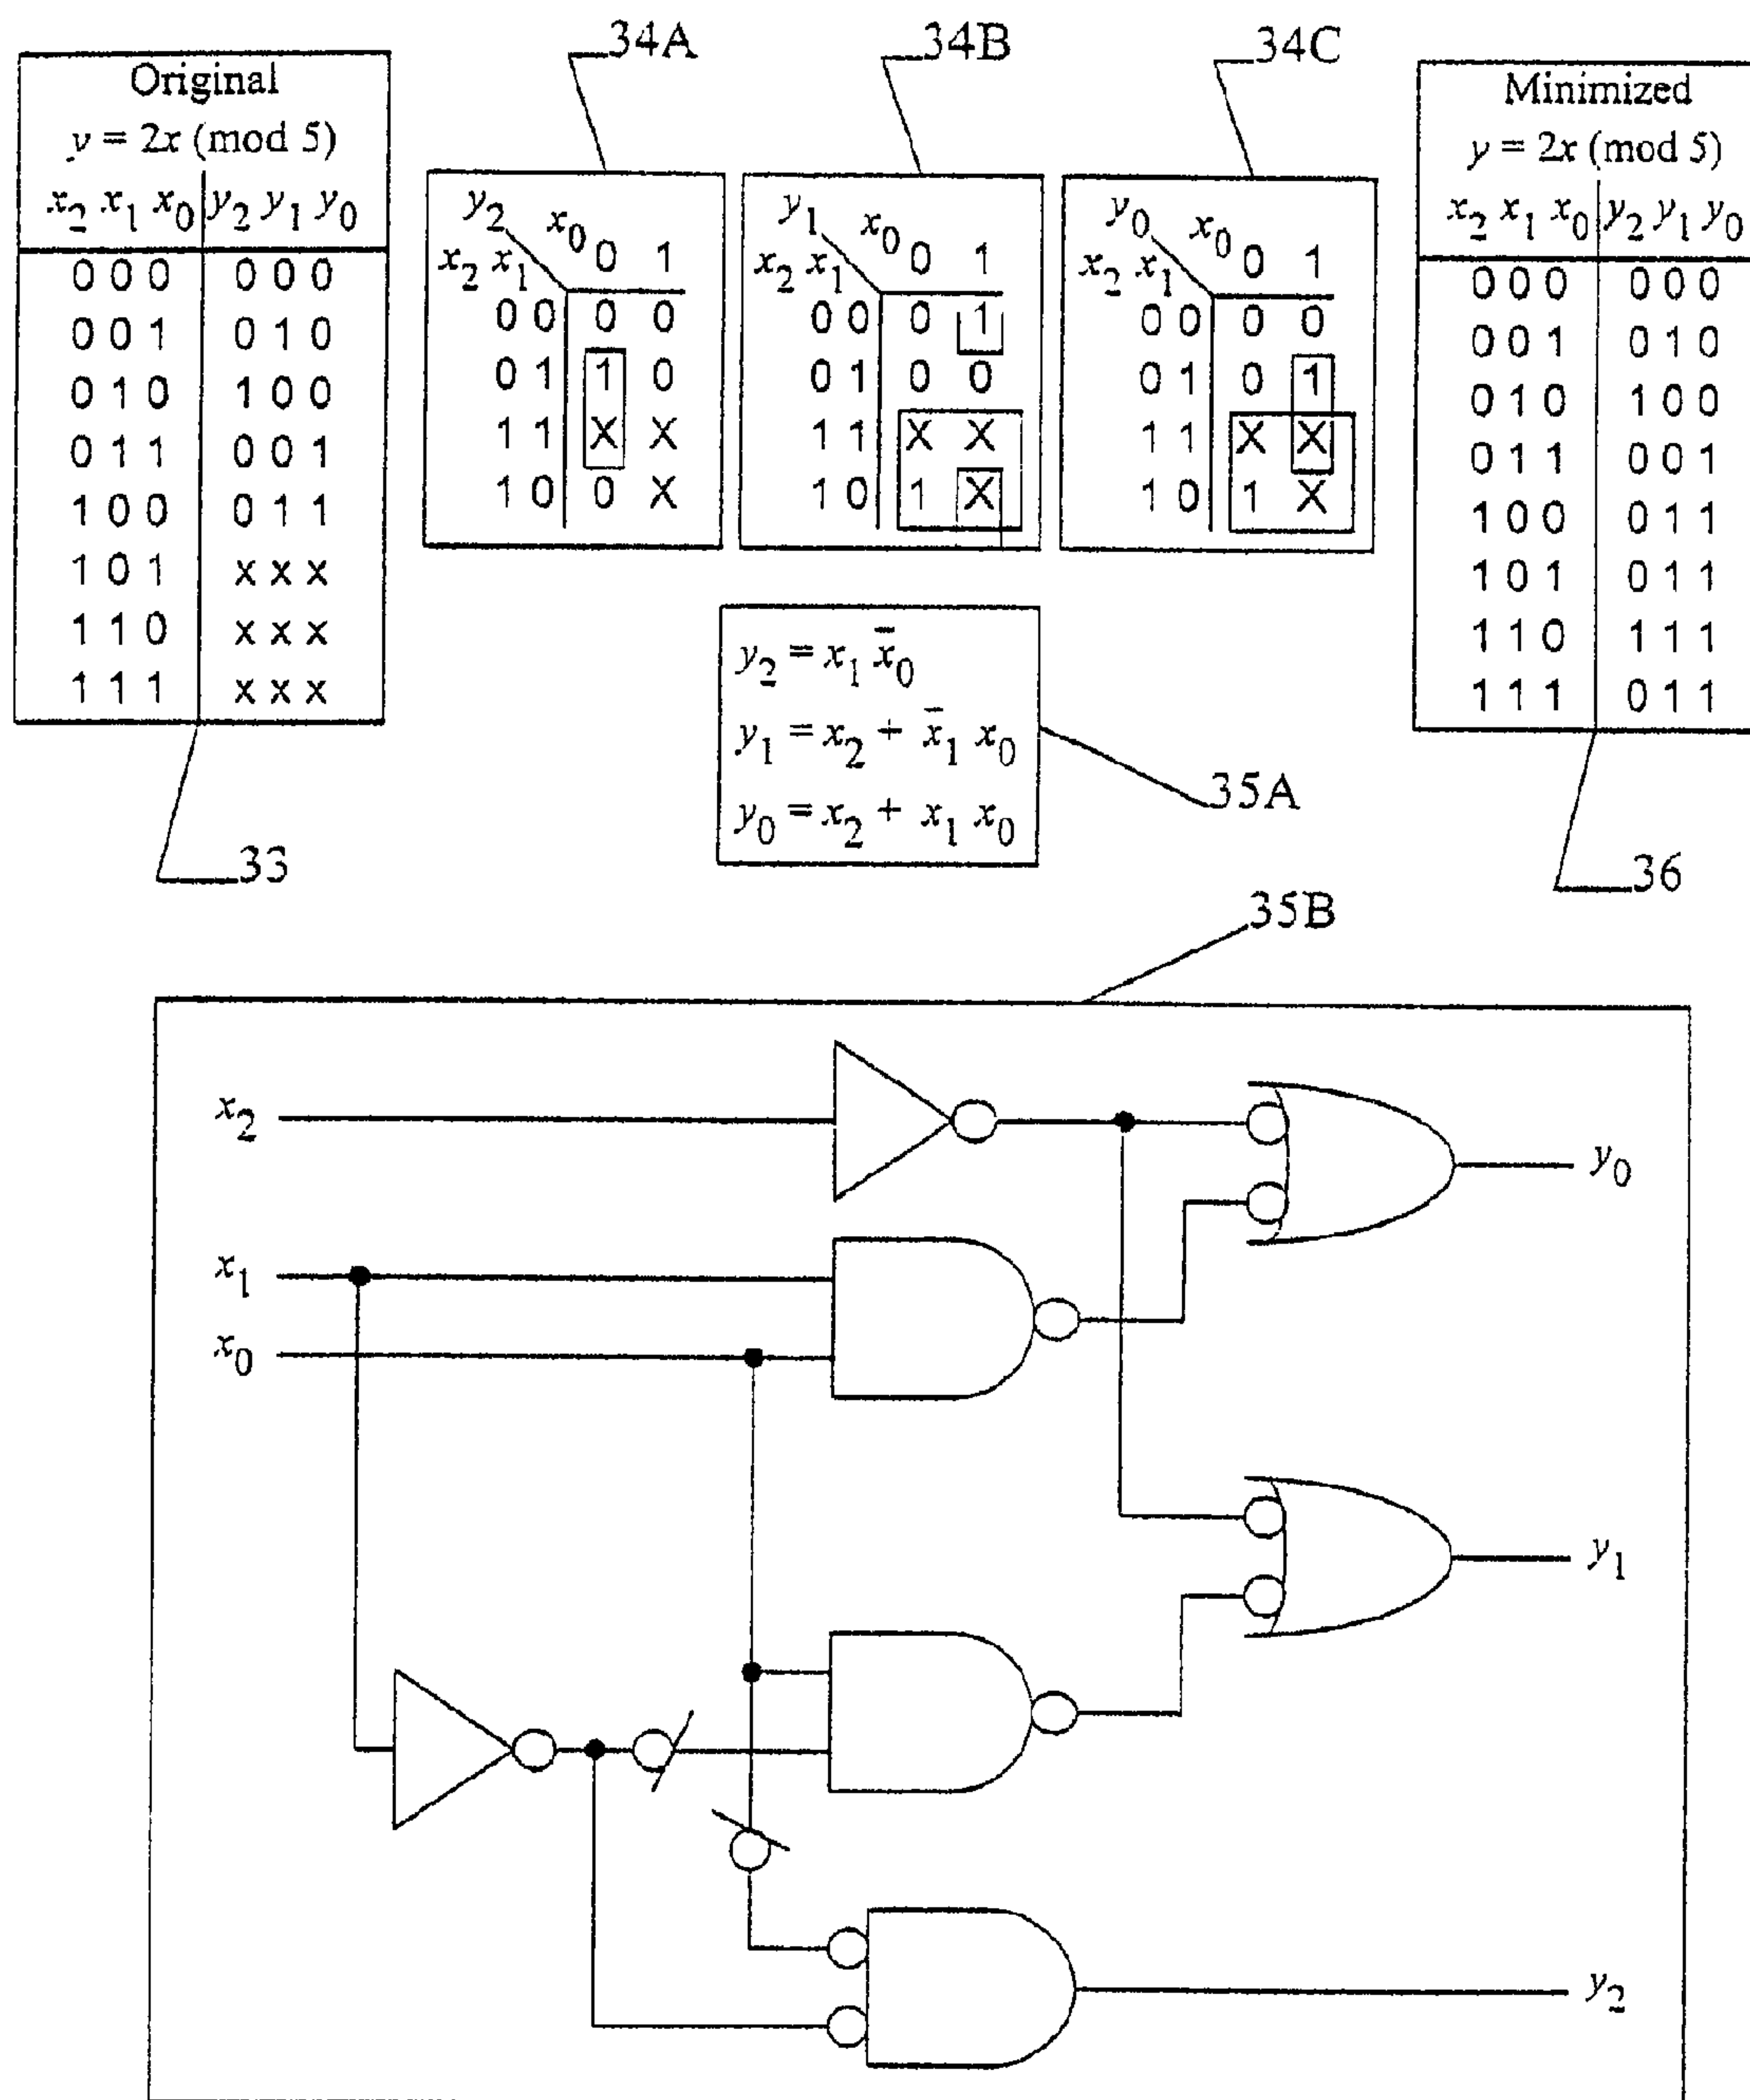 34A
34B
34C
Original
y = 2x (mod 5)
x2 x1 x0 y2 y1 y0
0 0 0 0 0 0
0 0 1 0 1 0
0 1 0 1 0 0
0 1 1 0 0 1
1 0 0 0 1 1
1 0 1 x x x
1 1 0 x x x
1 1 1 x x x
33
y2 x0 0 1
x2 x1
0 0 0 0
0 1 1 0
1 1 X X
1 0 0 X
y1 x0 0 1
x2 x1
0 0 0 1
0 1 0 0
1 1 X X
1 0 1 X
y0 x0 0 1
x2 x1
0 0 0 0
0 1 0 1
1 1 X X
1 0 1 X
Minimized
y = 2x (mod 5)
x2 x1 x0 y2 y1 y0
0 0 0 0 0 0
0 0 1 0 1 0
0 1 0 1 0 0
0 1 1 0 0 1
1 0 0 0 1 1
1 0 1 0 1 1
1 1 0 1 1 1
1 1 1 0 1 1
36
y2 = x1 x̄0
y1 = x2 + x̄1 x0
y0 = x2 + x1 x0
35A
35B
x2
y0
x1
x0
y1
y2